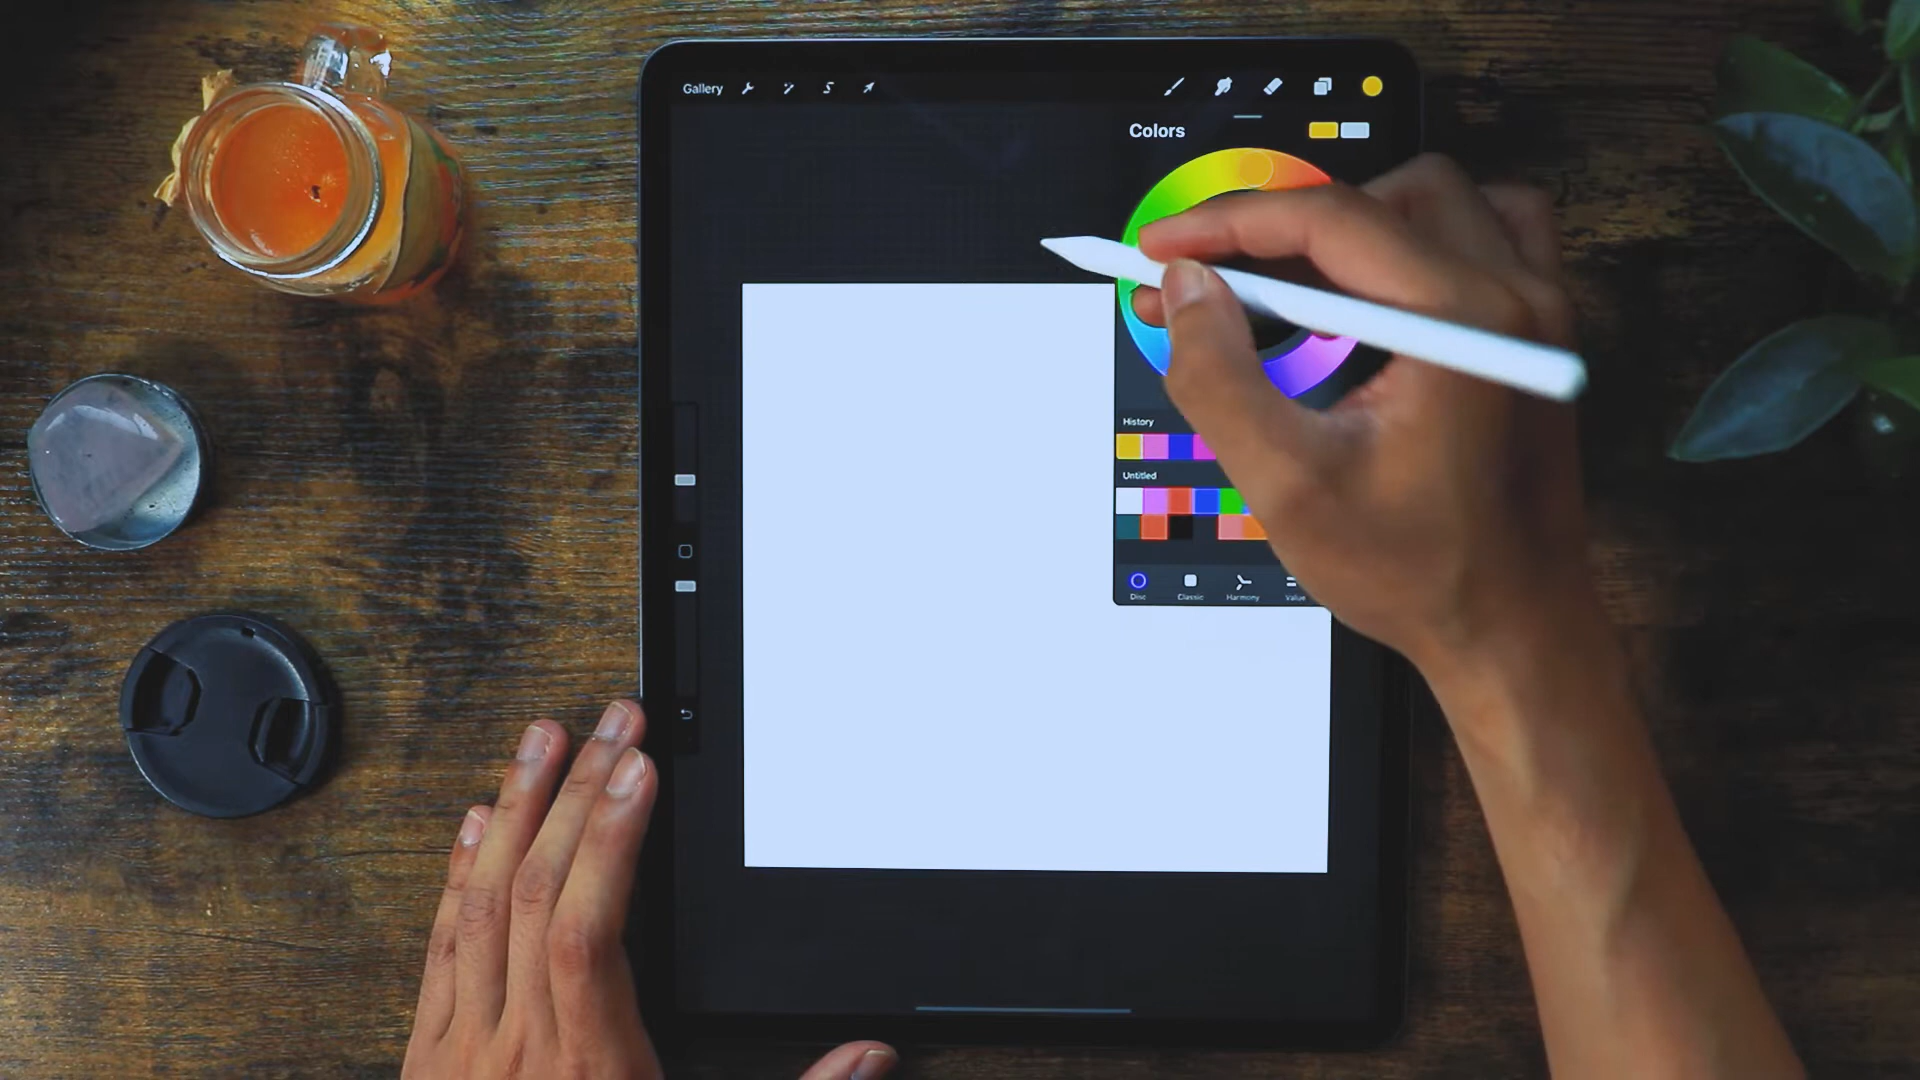 Gallery
Colors
History
Untitled
Disc Classic Harmony Value